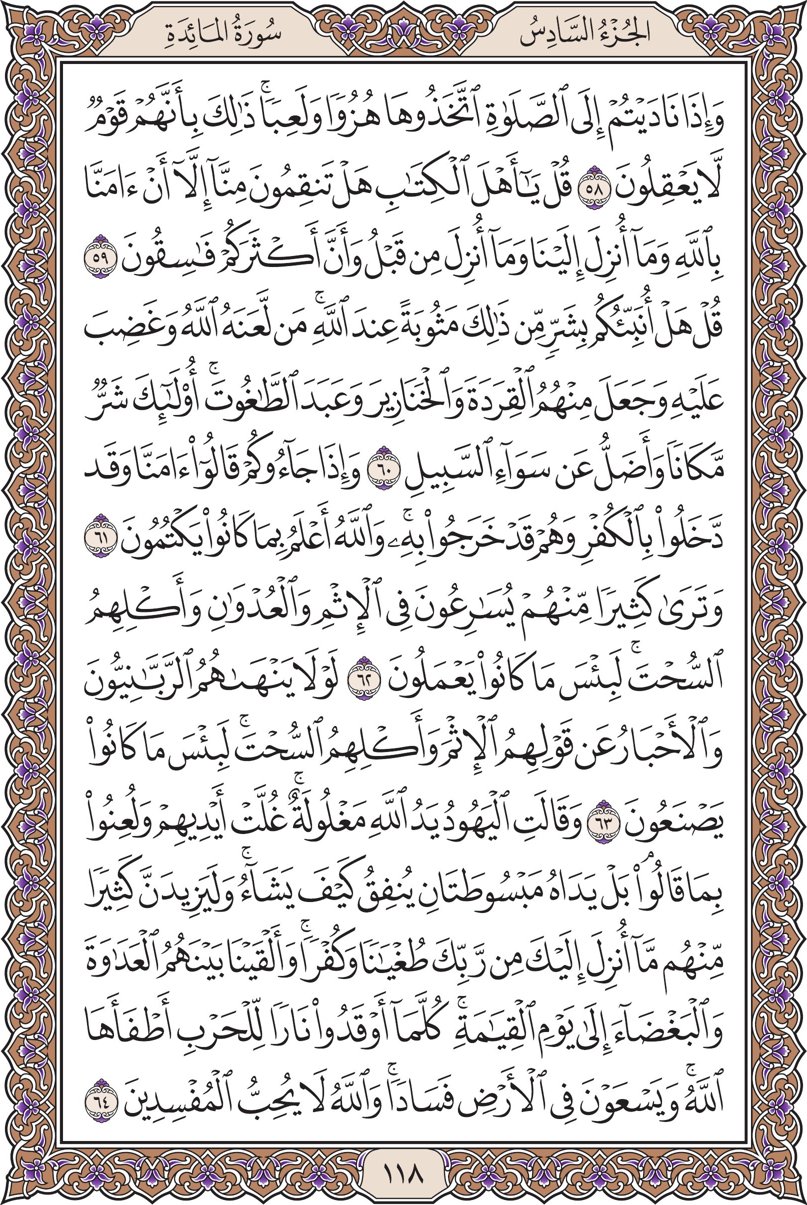 الجُزْءُ السَّادِسُ
سُورَةُ المَائِدَةِ
وَإِذَا نَادَيْتُمْ إِلَى ٱلصَّلَوٰةِ ٱتَّخَذُوهَا هُزُوٗا وَلَعِبٗاۚ ذَٰلِكَ بِأَنَّهُمْ قَوْمٞ
لَّا يَعْقِلُونَ ٥٨ قُلْ يَٰٓأَهْلَ ٱلْكِتَٰبِ هَلْ تَنقِمُونَ مِنَّآ إِلَّآ أَنْ ءَامَنَّا
بِٱللَّهِ وَمَآ أُنزِلَ إِلَيْنَا وَمَآ أُنزِلَ مِن قَبْلُ وَأَنَّ أَكْثَرَكُمْ فَٰسِقُونَ ٥٩
قُلْ هَلْ أُنَبِّئُكُم بِشَرّٖ مِّن ذَٰلِكَ مَثُوبَةً عِندَ ٱللَّهِۚ مَن لَّعَنَهُ ٱللَّهُ وَغَضِبَ
عَلَيْهِ وَجَعَلَ مِنْهُمُ ٱلْقِرَدَةَ وَٱلْخَنَازِيرَ وَعَبَدَ ٱلطَّٰغُوتَۚ أُوْلَٰٓئِكَ شَرّٞ
مَّكَانٗا وَأَضَلُّ عَن سَوَآءِ ٱلسَّبِيلِ ٦٠ وَإِذَا جَآءُوكُمْ قَالُوٓاْ ءَامَنَّا وَقَد
دَّخَلُواْ بِٱلْكُفْرِ وَهُمْ قَدْ خَرَجُواْ بِهِۦۚ وَٱللَّهُ أَعْلَمُ بِمَا كَانُواْ يَكْتُمُونَ ٦١
وَتَرَىٰ كَثِيرٗا مِّنْهُمْ يُسَٰرِعُونَ فِي ٱلْإِثْمِ وَٱلْعُدْوَٰنِ وَأَكْلِهِمُ
ٱلسُّحْتَۚ لَبِئْسَ مَا كَانُواْ يَعْمَلُونَ ٦٢ لَوْلَا يَنْهَىٰهُمُ ٱلرَّبَّٰنِيُّونَ
وَٱلْأَحْبَارُ عَن قَوْلِهِمُ ٱلْإِثْمَ وَأَكْلِهِمُ ٱلسُّحْتَۚ لَبِئْسَ مَا كَانُواْ
يَصْنَعُونَ ٦٣ وَقَالَتِ ٱلْيَهُودُ يَدُ ٱللَّهِ مَغْلُولَةٌۚ غُلَّتْ أَيْدِيهِمْ وَلُعِنُواْ
بِمَا قَالُواْۘ بَلْ يَدَاهُ مَبْسُوطَتَانِ يُنفِقُ كَيْفَ يَشَآءُۚ وَلَيَزِيدَنَّ كَثِيرٗا
مِّنْهُم مَّآ أُنزِلَ إِلَيْكَ مِن رَّبِّكَ طُغْيَٰنٗا وَكُفْرٗاۚ وَأَلْقَيْنَا بَيْنَهُمُ ٱلْعَدَٰوَةَ
وَٱلْبَغْضَآءَ إِلَىٰ يَوْمِ ٱلْقِيَٰمَةِۚ كُلَّمَآ أَوْقَدُواْ نَارٗا لِّلْحَرْبِ أَطْفَأَهَا
ٱللَّهُۚ وَيَسْعَوْنَ فِي ٱلْأَرْضِ فَسَادٗاۚ وَٱللَّهُ لَا يُحِبُّ ٱلْمُفْسِدِينَ ٦٤
١١٨